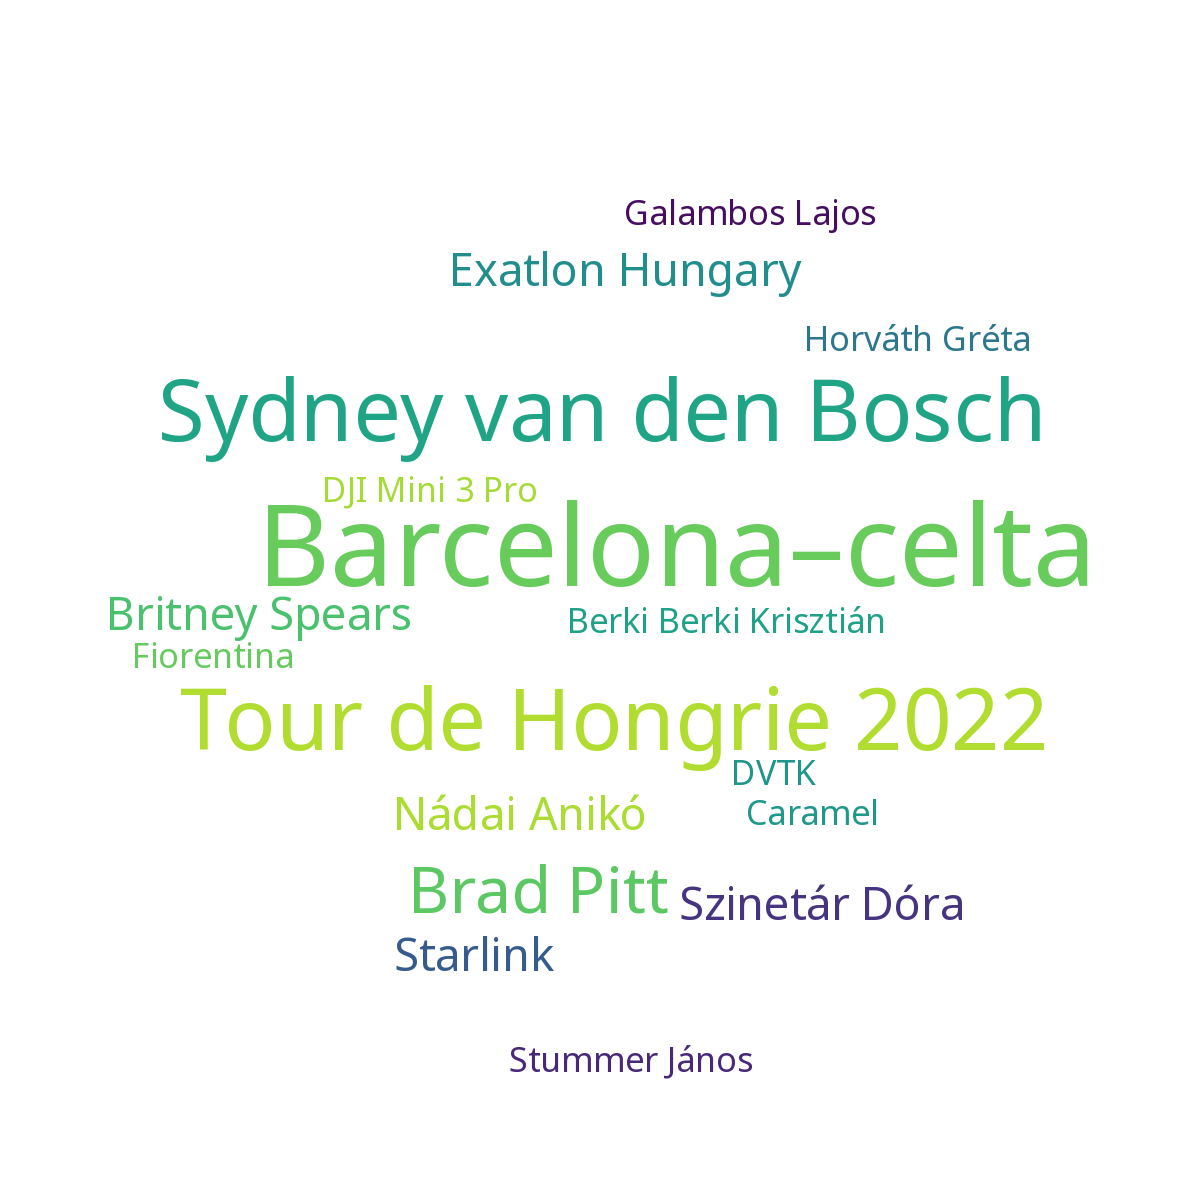 Galambos Lajos
Exatlon Hungary
Horváth Gréta
Sydney van den Bosch
DJI Mini 3 Pro
Barcelona–celta
Britney Spears
Berki Berki Krisztián
Fiorentina
Tour de Hongrie 2022
DVTK
Nádai Anikó
Caramel
Brad Pitt
Szinetár Dóra
Starlink
Stummer János